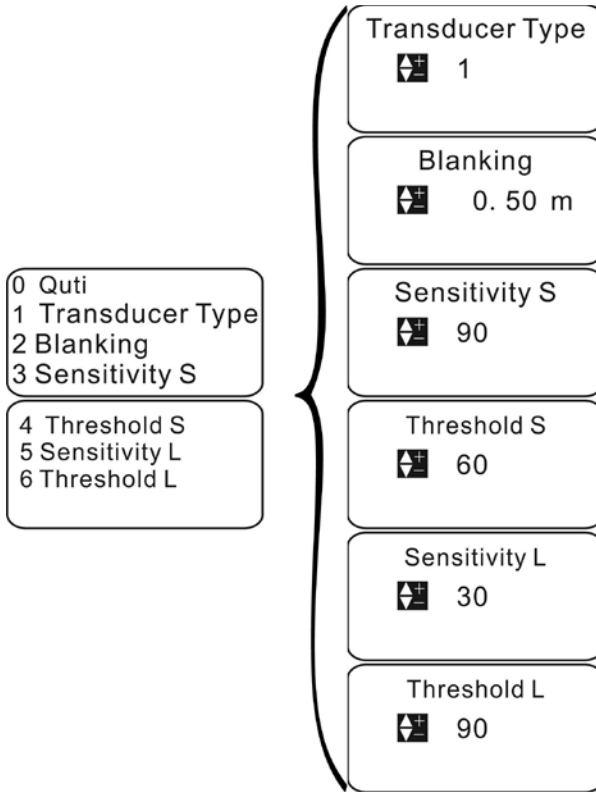 0 Quti
1 Transducer Type
2 Blanking
3 Sensitivity S
4 Threshold S
5 Sensitivity L
6 Threshold L
Transducer Type
1
Blanking
0. 50 m
Sensitivity S
90
Threshold S
60
Sensitivity L
30
Threshold L
90